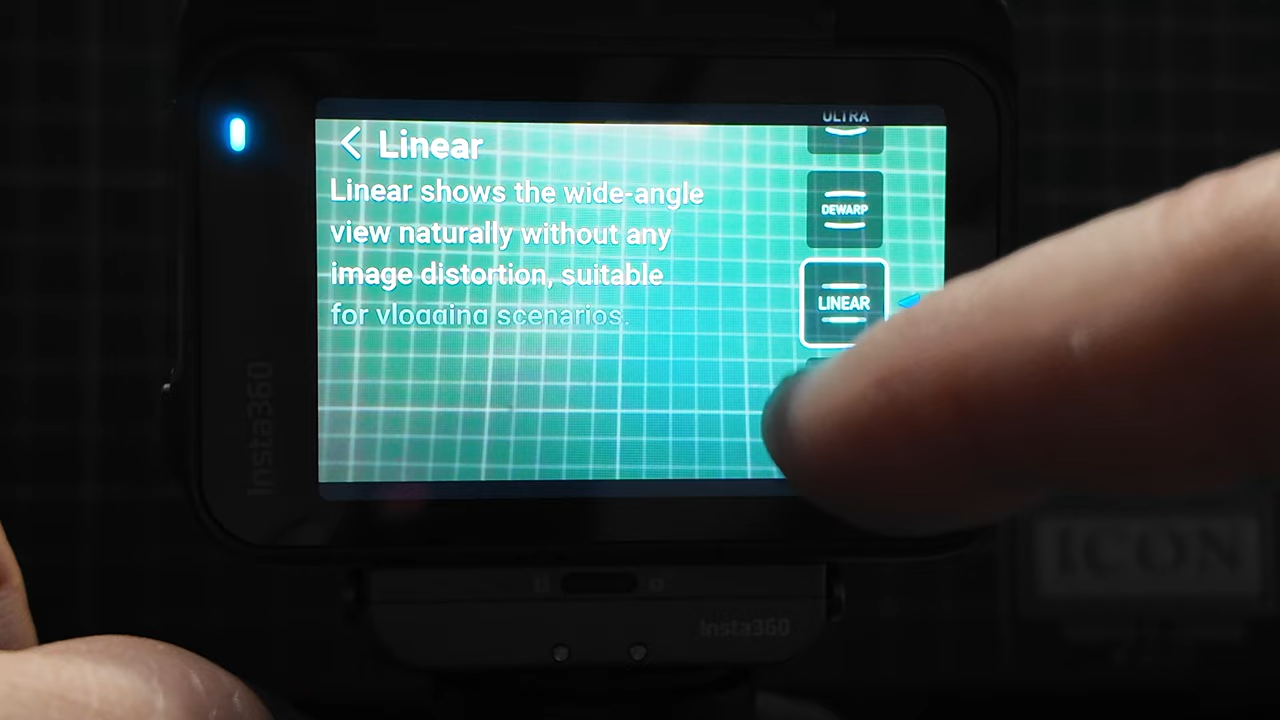 ULTRA
Linear
Linear shows the wide-angle
view naturally without any
image distortion, suitable
for vlogging scenarios.
DEWARP
LINEAR
Insta360
Insta360
ICON